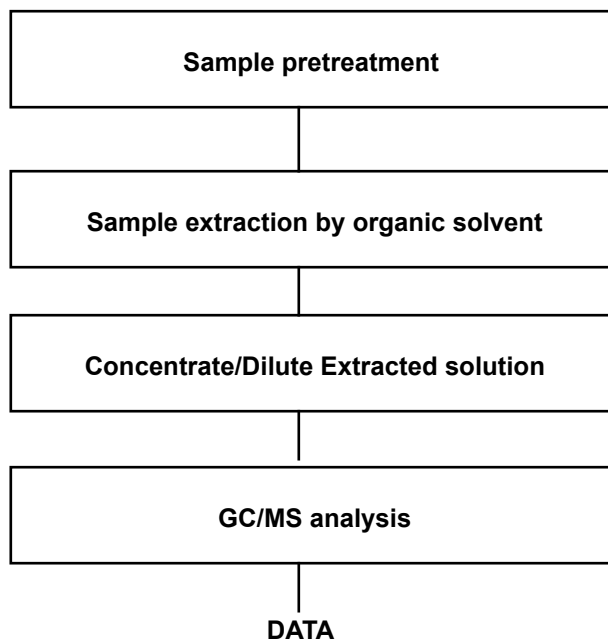 Sample pretreatment
Sample extraction by organic solvent
Concentrate/Dilute Extracted solution
GC/MS analysis
DATA